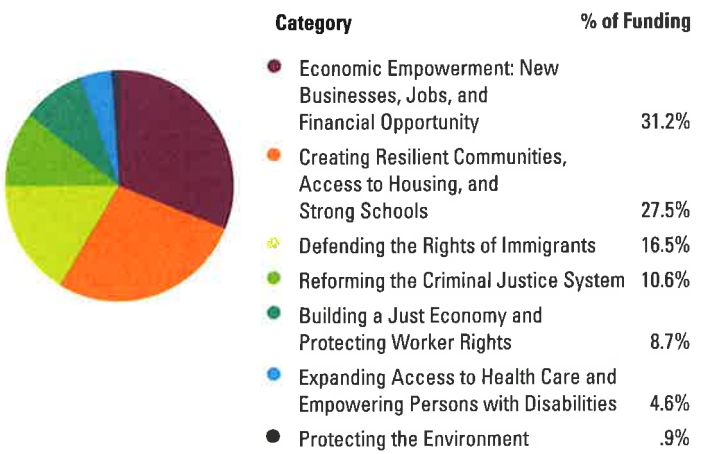 Category % of Funding
Economic Empowerment: New
Businesses, Jobs, and
Financial Opportunity 31.2%
Creating Resilient Communities,
Access to Housing, and
Strong Schools 27.5%
Defending the Rights of Immigrants 16.5%
Reforming the Criminal Justice System 10.6%
Building a Just Economy and
Protecting Worker Rights 8.7%
Expanding Access to Health Care and
Empowering Persons with Disabilities 4.6%
Protecting the Environment .9%